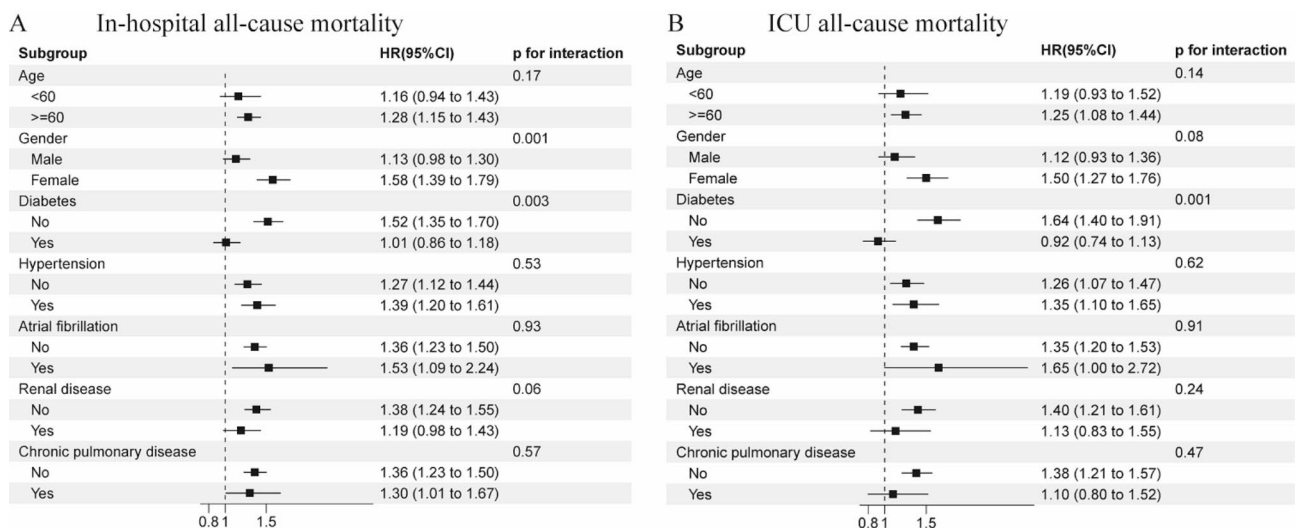 A In-hospital all-cause mortality
Subgroup HR(95%CI) p for interaction
Age 0.17
<60 1.16 (0.94 to 1.43)
>=60 1.28 (1.15 to 1.43)
Gender 0.001
Male 1.13 (0.98 to 1.30)
Female 1.58 (1.39 to 1.79)
Diabetes 0.003
No 1.52 (1.35 to 1.70)
Yes 1.01 (0.86 to 1.18)
Hypertension 0.53
No 1.27 (1.12 to 1.44)
Yes 1.39 (1.20 to 1.61)
Atrial fibrillation 0.93
No 1.36 (1.23 to 1.50)
Yes 1.53 (1.09 to 2.24)
Renal disease 0.06
No 1.38 (1.24 to 1.55)
Yes 1.19 (0.98 to 1.43)
Chronic pulmonary disease 0.57
No 1.36 (1.23 to 1.50)
Yes 1.30 (1.01 to 1.67)
0.8 1 1.5
B ICU all-cause mortality
Subgroup HR(95%CI) p for interaction
Age 0.14
<60 1.19 (0.93 to 1.52)
>=60 1.25 (1.08 to 1.44)
Gender 0.08
Male 1.12 (0.93 to 1.36)
Female 1.50 (1.27 to 1.76)
Diabetes 0.001
No 1.64 (1.40 to 1.91)
Yes 0.92 (0.74 to 1.13)
Hypertension 0.62
No 1.26 (1.07 to 1.47)
Yes 1.35 (1.10 to 1.65)
Atrial fibrillation 0.91
No 1.35 (1.20 to 1.53)
Yes 1.65 (1.00 to 2.72)
Renal disease 0.24
No 1.40 (1.21 to 1.61)
Yes 1.13 (0.83 to 1.55)
Chronic pulmonary disease 0.47
No 1.38 (1.21 to 1.57)
Yes 1.10 (0.80 to 1.52)
0.8 1 1.5